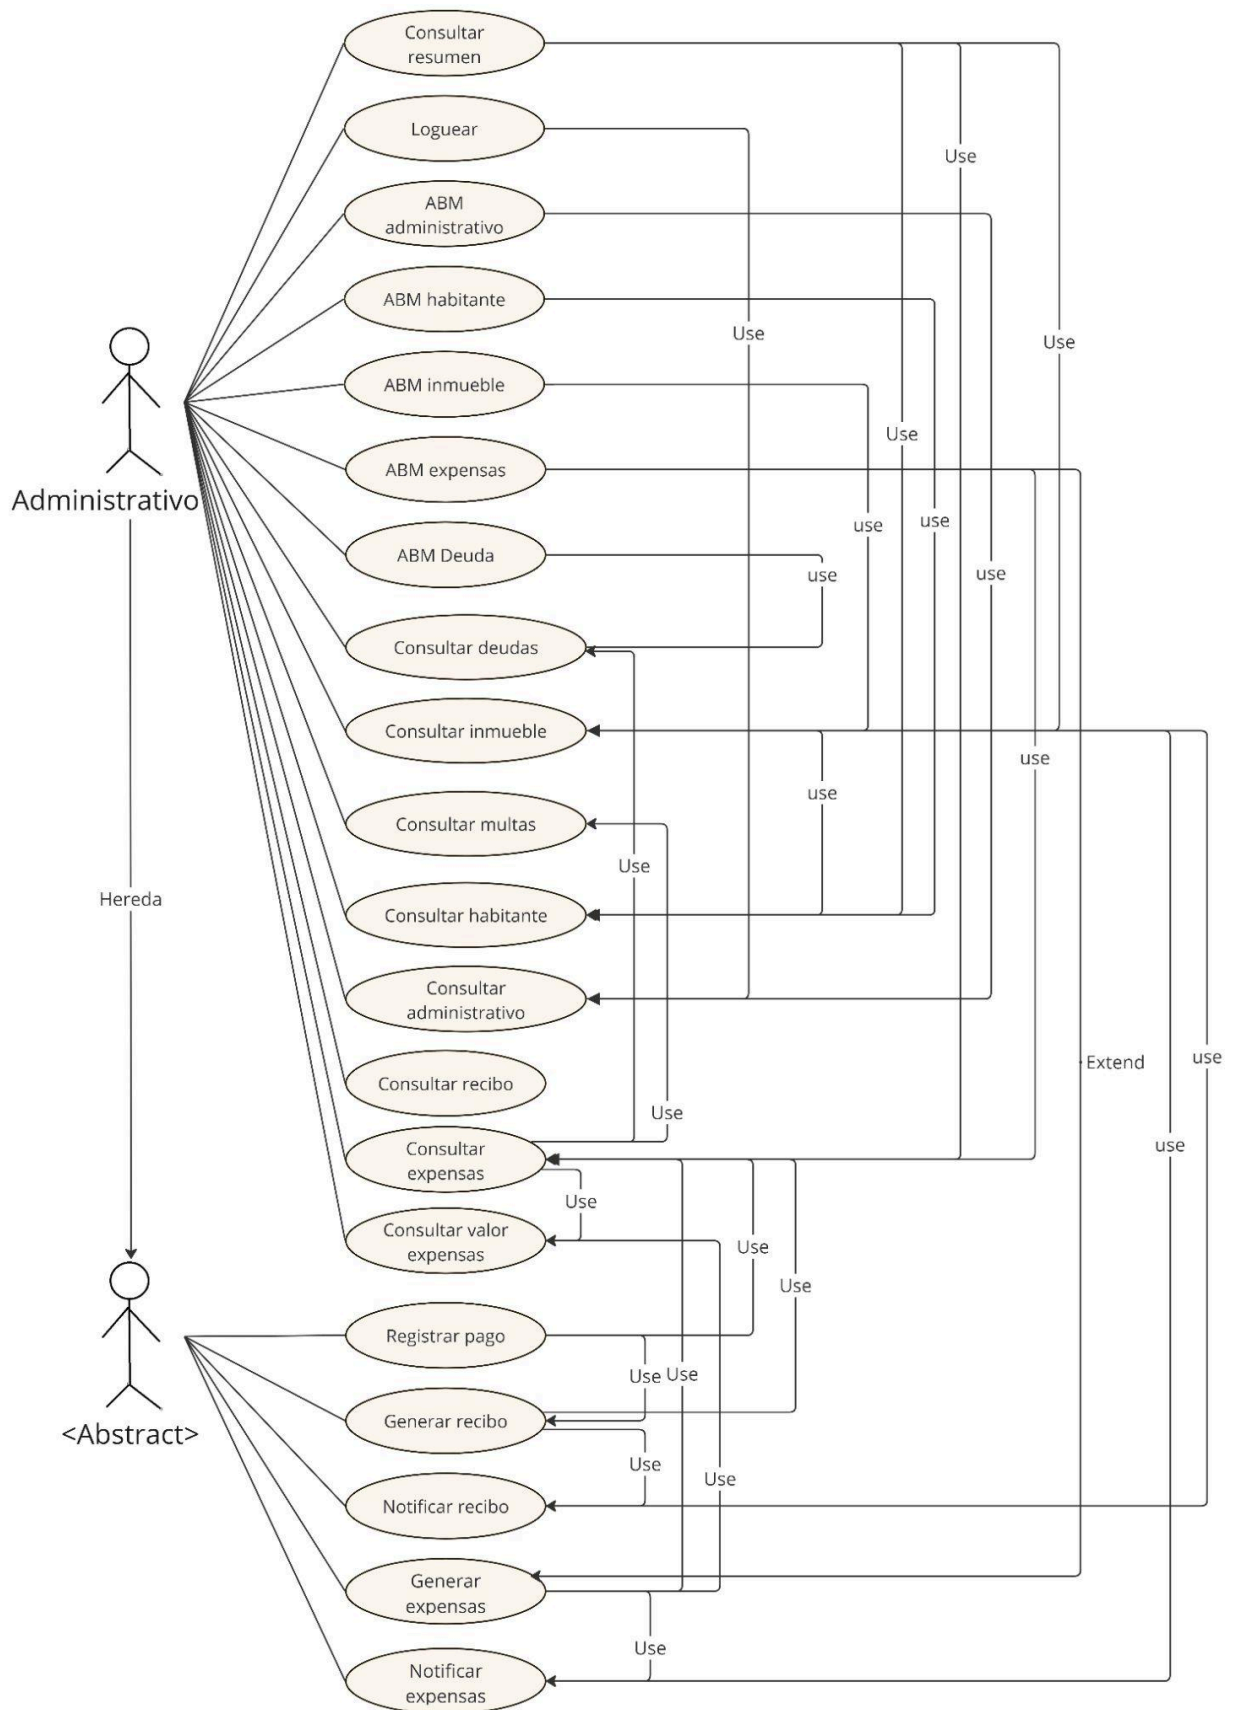 Consultar
resumen
Loguear
Use
ABM
administrativo
ABM habitante
Use
Use
ABM inmueble
Use
ABM expensas
Administrativo
use
use
ABM Deuda
use
use
Consultar deudas
Consultar inmueble
use
use
Consultar multas
Use
Hereda
Consultar habitante
Consultar
administrativo
use
Extend
Consultar recibo
Use
use
Consultar
expensas
Use
Consultar valor
expensas
Use
Use
Registrar pago
Use
Use
Generar recibo
<Abstract>
Use
Use
Notificar recibo
Generar
expensas
Use
Notificar
expensas